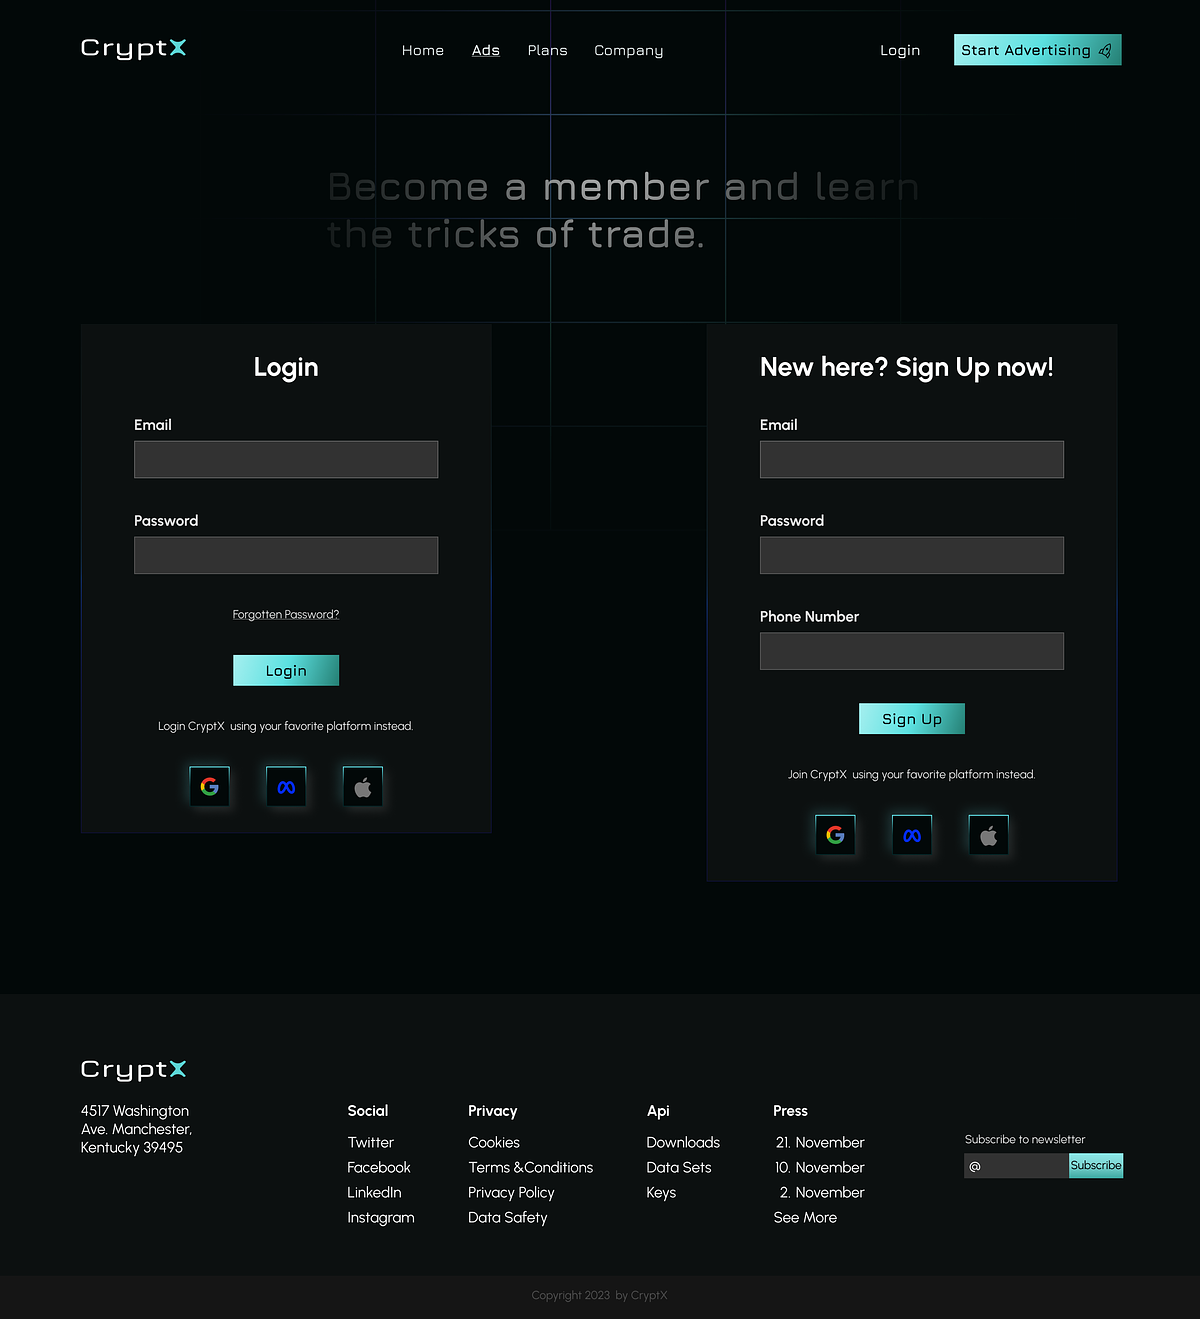 CryptX
Home Ads Plans Company
Login
Start Advertising
Become a member and learn
the tricks of trade.
Login
Email
Password
Forgotten Password?
Login
Login CryptX using your favorite platform instead.
New here? Sign Up now!
Email
Password
Phone Number
Sign Up
Join CryptX using your favorite platform instead.
CryptX
4517 Washington
Ave. Manchester,
Kentucky 39495
Social
Twitter
Facebook
LinkedIn
Instagram
Privacy
Cookies
Terms &Conditions
Privacy Policy
Data Safety
Api
Downloads
Data Sets
Keys
Press
21. November
10. November
2. November
See More
Subscribe to newsletter
@ Subscribe
Copyright 2023 by CryptX